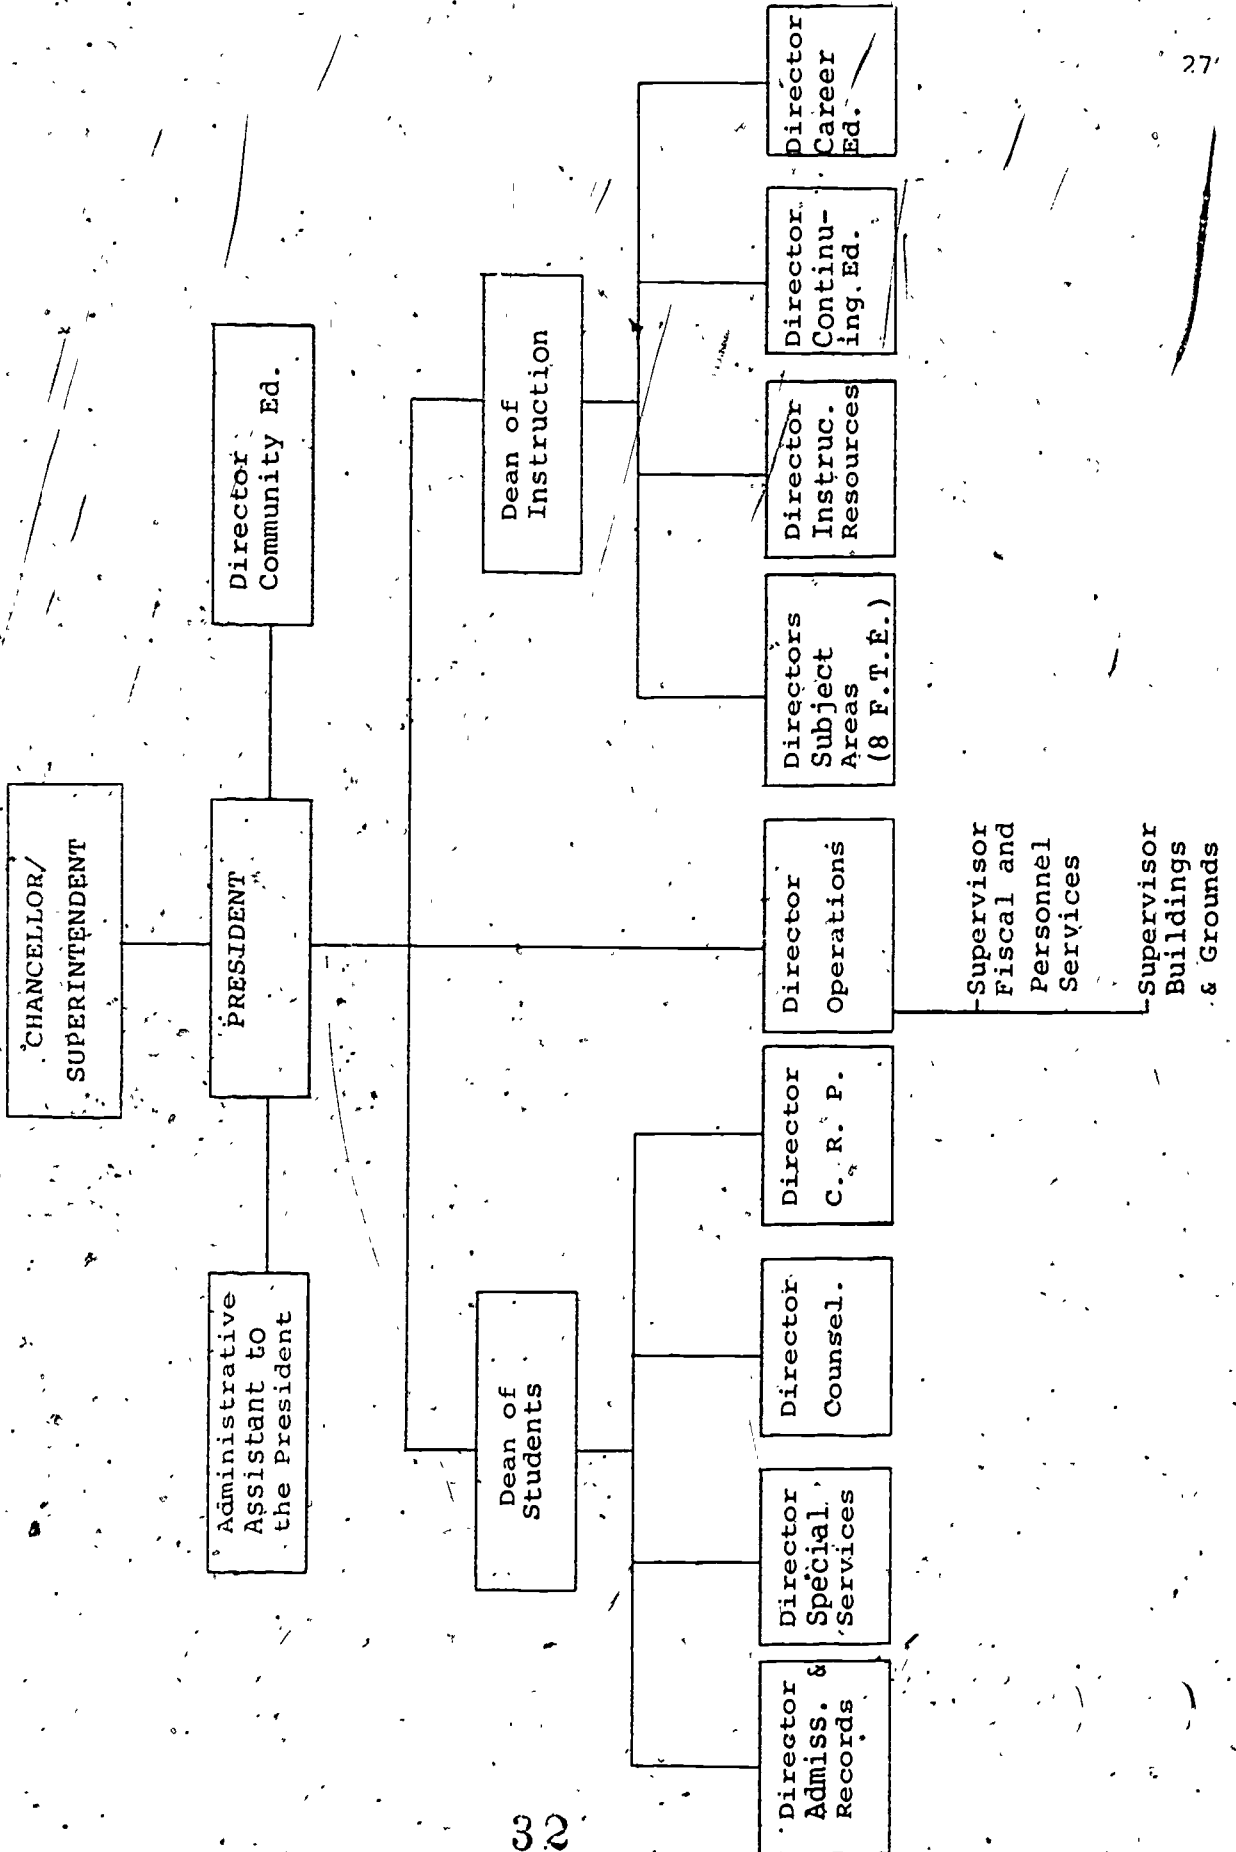 27
CHANCELLOR/
SUPERINTENDENT
Administrative
Assistant to
the President
PRESIDENT
Director
Community Ed.
Dean of
Students
Dean of
Instruction
Director
Admiss. &
Records
Director
Special
Services
Director
Counsel.
Director
C. R. P.
Director
Operations
Directors
Subject
Areas
(8 F.T.E.)
Director
Instruc.
Resources
Director
Continu-
ing Ed.
Director
Career
Ed.
Supervisor
Fiscal and
Personnel
Services
Supervisor
Buildings
& Grounds
32